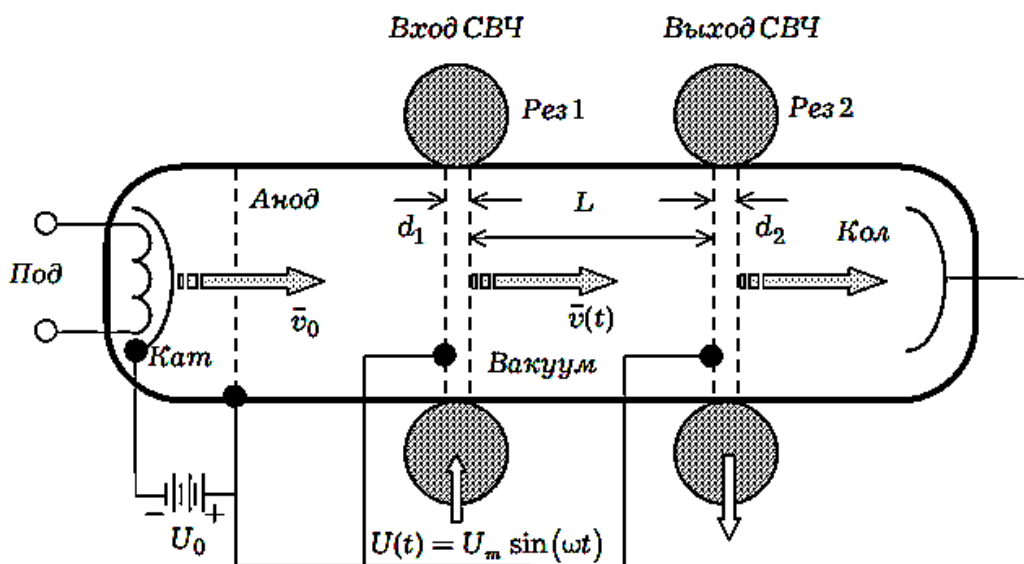 Вход СВЧ
Выход СВЧ
Рез 1
Рез 2
Анод
d₁
L
d₂
Кол
Под
v̄₀
v̄(t)
Кат
Вакуум
− +
U₀
U(t) = Uₘ sin(ωt)